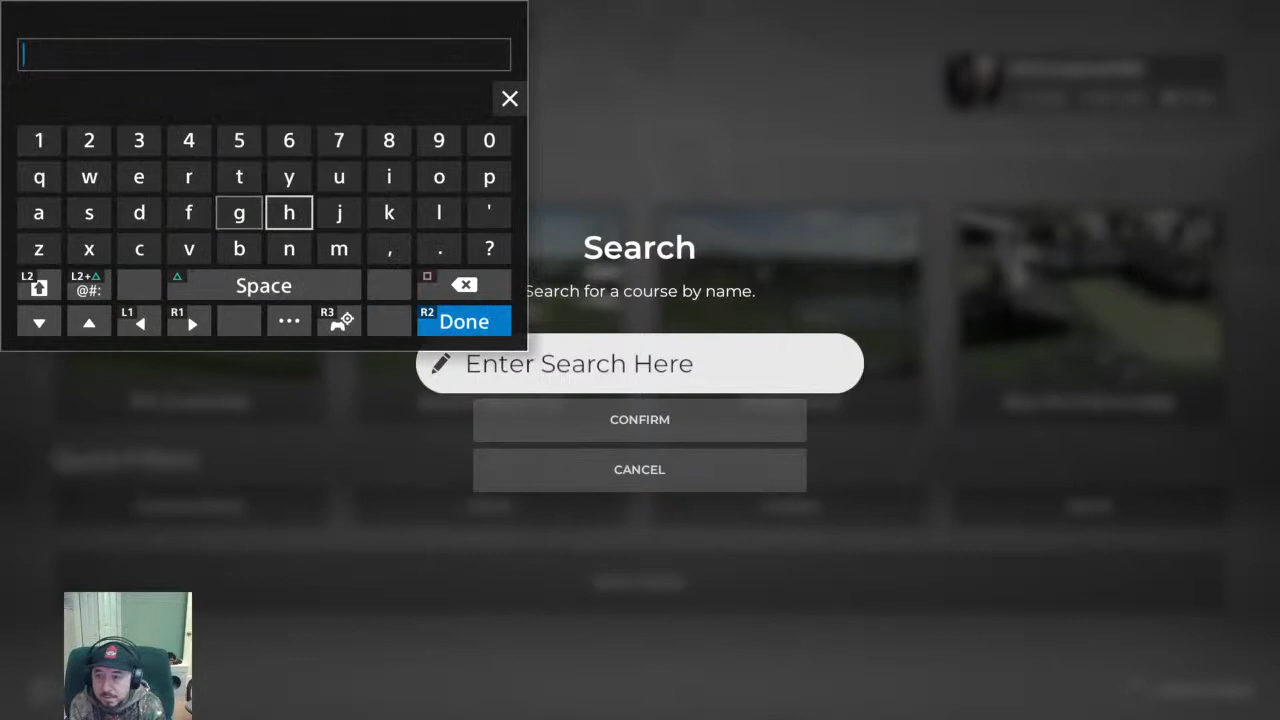 1 2 3 4 5 6 7 8 9 0
q w e r t y u i o p
a s d f g h j k l '
z x c v b n m , . ?
L2 L2+△ @#: △ Space □
L1 R1 ... R3 R2 Done
Search
Search for a course by name.
Enter Search Here
CONFIRM
CANCEL